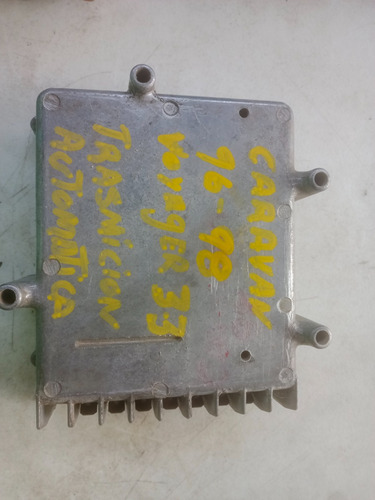 CARAVAN
96-98
VOYAGER 3.3
TRASMICION
AUTOMATICA